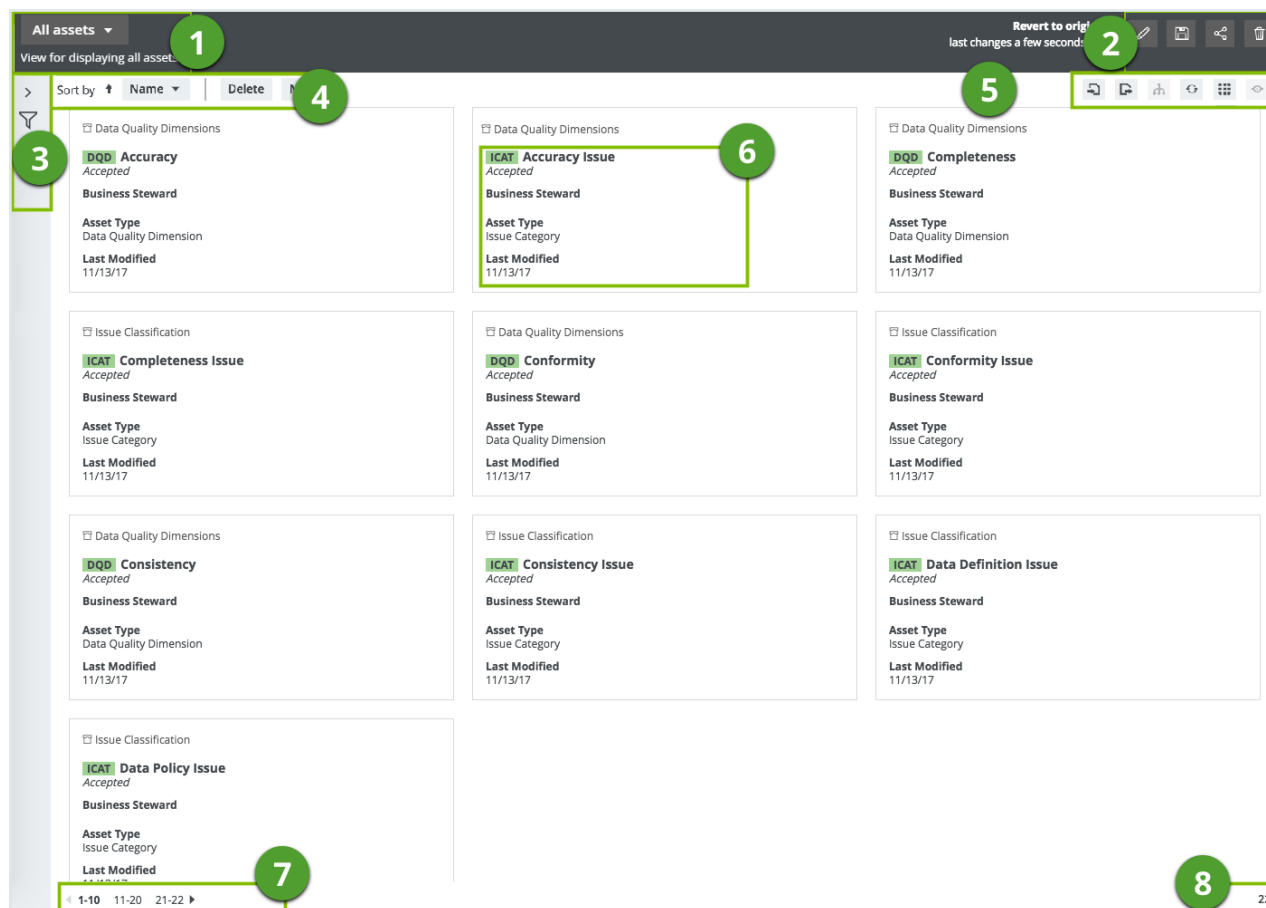 All assets
1
Revert to orig
last changes a few seconds
2
View for displaying all assets
Sort by Name
Delete
4
5
3
Data Quality Dimensions
DQD Accuracy
Accepted
Business Steward
Asset Type
Data Quality Dimension
Last Modified
11/13/17
Data Quality Dimensions
6
ICAT Accuracy Issue
Accepted
Business Steward
Asset Type
Issue Category
Last Modified
11/13/17
Data Quality Dimensions
DQD Completeness
Accepted
Business Steward
Asset Type
Data Quality Dimension
Last Modified
11/13/17
Issue Classification
ICAT Completeness Issue
Accepted
Business Steward
Asset Type
Issue Category
Last Modified
11/13/17
Data Quality Dimensions
DQD Conformity
Accepted
Business Steward
Asset Type
Data Quality Dimension
Last Modified
11/13/17
Issue Classification
ICAT Conformity Issue
Accepted
Business Steward
Asset Type
Issue Category
Last Modified
11/13/17
Data Quality Dimensions
DQD Consistency
Accepted
Business Steward
Asset Type
Data Quality Dimension
Last Modified
11/13/17
Issue Classification
ICAT Consistency Issue
Accepted
Business Steward
Asset Type
Issue Category
Last Modified
11/13/17
Issue Classification
ICAT Data Definition Issue
Accepted
Business Steward
Asset Type
Issue Category
Last Modified
11/13/17
Issue Classification
ICAT Data Policy Issue
Accepted
Business Steward
Asset Type
Issue Category
Last Modified
7
8
1-10 11-20 21-22